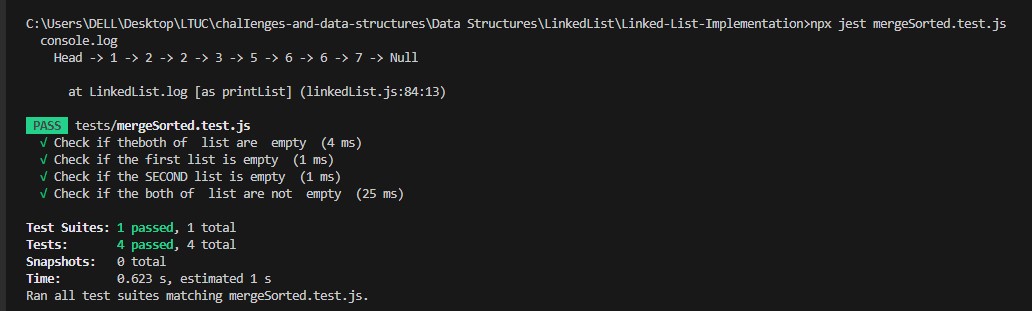 C:\Users\DELL\Desktop\LTUC\challenges-and-data-structures\Data Structures\LinkedList\Linked-List-Implementation>npx jest mergeSorted.test.js
console.log
Head -> 1 -> 2 -> 2 -> 3 -> 5 -> 6 -> 6 -> 7 -> Null
at LinkedList.log [as printList] (linkedList.js:84:13)
PASS tests/mergeSorted.test.js
√ Check if theboth of  list are  empty  (4 ms)
√ Check if the first list is empty  (1 ms)
√ Check if the SECOND list is empty  (1 ms)
√ Check if the both of  list are not  empty  (25 ms)
Test Suites: 1 passed, 1 total
Tests:       4 passed, 4 total
Snapshots:   0 total
Time:        0.623 s, estimated 1 s
Ran all test suites matching mergeSorted.test.js.